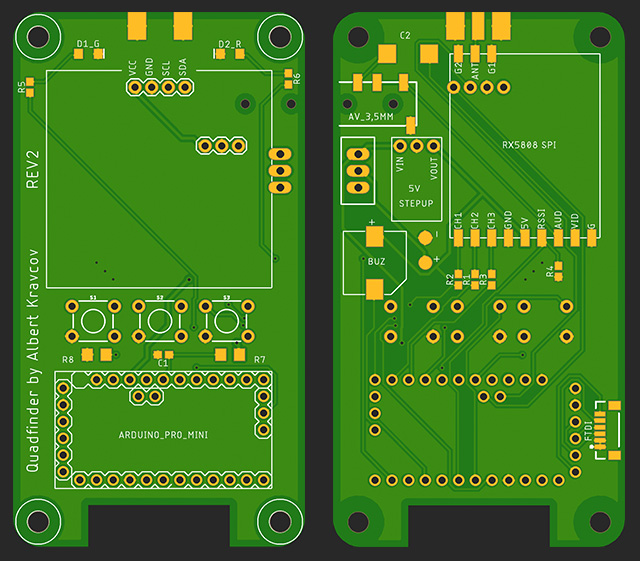 D1_G
VCC
GND
SCL
SDA
D2_R
R5
R6
REV2
Quadfinder by Albert Kravcov
S1
S2
S3
R8
C1
R7
ARDUINO_PRO_MINI
C2
G2
ANT
G1
AV_3,5MM
RX5808 SPI
VIN
VOUT
5V
STEPUP
+
-
+
BUZ
CH1
CH2
CH3
GND
5V
RSSI
AUD
VID
G
R2
R1
R3
R4
FTDI